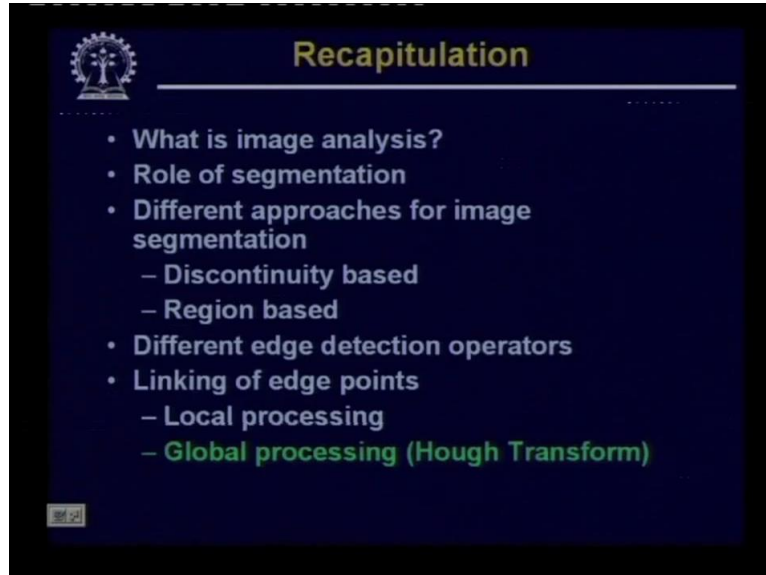 Recapitulation
• What is image analysis?
• Role of segmentation
• Different approaches for image
segmentation
– Discontinuity based
– Region based
• Different edge detection operators
• Linking of edge points
– Local processing
– Global processing (Hough Transform)